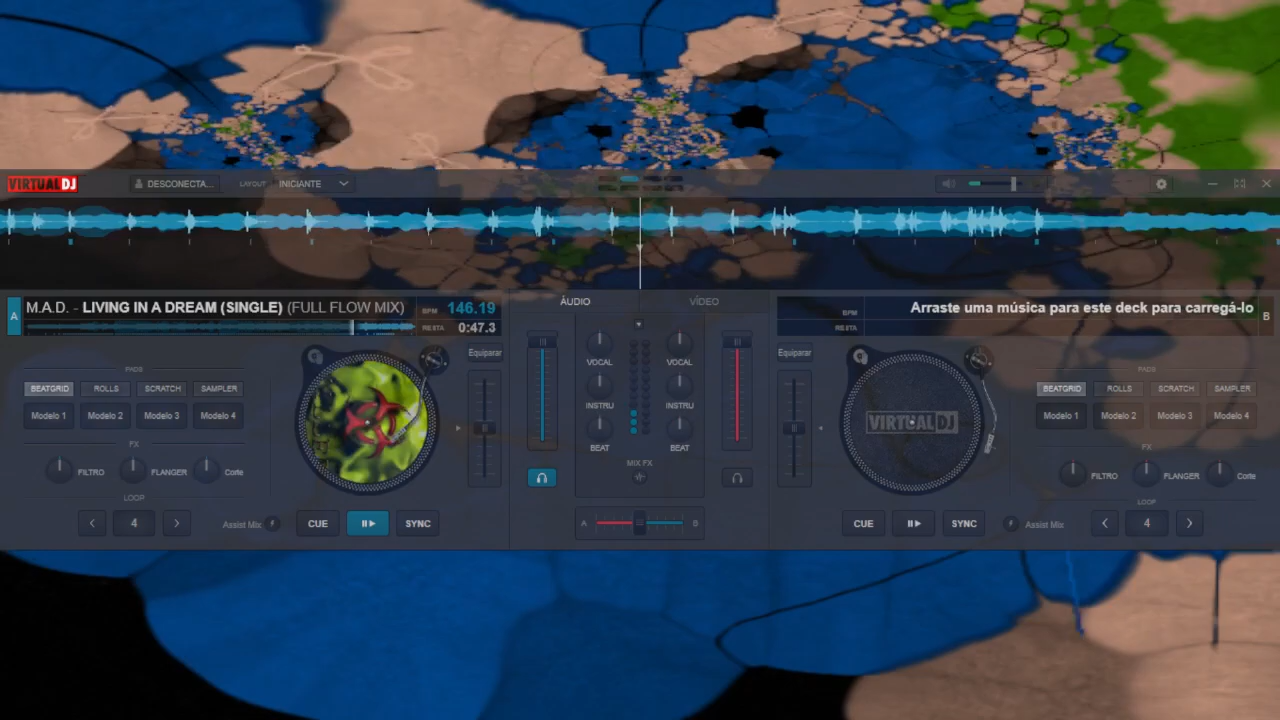 VIRTUALDJ
DESCONECTA... LAYOUT INICIANTE
A M.A.D. - LIVING IN A DREAM (SINGLE) (FULL FLOW MIX) BPM 146.19
RESTA 0:47.3
ÁUDIO VÍDEO
BPM Arraste uma música para este deck para carregá-lo B
RESTA
Equiparar
PADS
BEATGRID ROLLS SCRATCH SAMPLER
Modelo 1 Modelo 2 Modelo 3 Modelo 4
FX
FILTRO FLANGER Corte
LOOP
4
Assist Mix
CUE SYNC
VOCAL VOCAL
INSTRU INSTRU
BEAT BEAT
MIX FX
A B
Equiparar
VIRTUALDJ
PADS
BEATGRID ROLLS SCRATCH SAMPLER
Modelo 1 Modelo 2 Modelo 3 Modelo 4
FX
FILTRO FLANGER Corte
LOOP
CUE SYNC Assist Mix 4